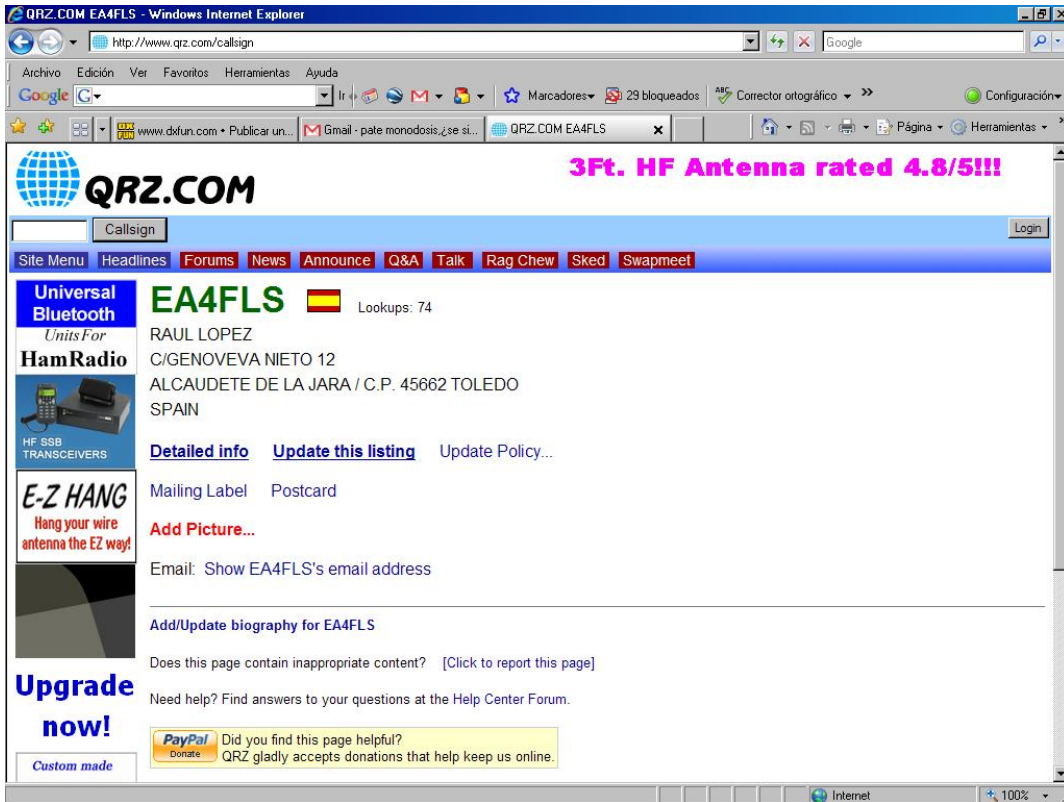 QRZ.COM EA4FLS - Windows Internet Explorer
http://www.qrz.com/callsign
Google
Archivo Edición Ver Favoritos Herramientas Ayuda
Google G Ir Marcadores 29 bloqueados ABC Corrector ortográfico » Configuración
www.dxfun.com • Publicar un... Gmail - pate monodosis,¿se si... QRZ.COM EA4FLS x Página Herramientas »
QRZ.COM
3Ft. HF Antenna rated 4.8/5!!!
Callsign Login
Site Menu Headlines Forums News Announce Q&A Talk Rag Chew Sked Swapmeet
Universal
Bluetooth
Units For
HamRadio
HF SSB
TRANSCEIVERS
E-Z HANG
Hang your wire
antenna the EZ way!
Upgrade
now!
Custom made
EA4FLS Lookups: 74
RAUL LOPEZ
C/GENOVEVA NIETO 12
ALCAUDETE DE LA JARA / C.P. 45662 TOLEDO
SPAIN
Detailed info Update this listing Update Policy...
Mailing Label Postcard
Add Picture...
Email: Show EA4FLS's email address
Add/Update biography for EA4FLS
Does this page contain inappropriate content? [Click to report this page]
Need help? Find answers to your questions at the Help Center Forum.
PayPal
Donate
Did you find this page helpful?
QRZ gladly accepts donations that help keep us online.
Internet 100%